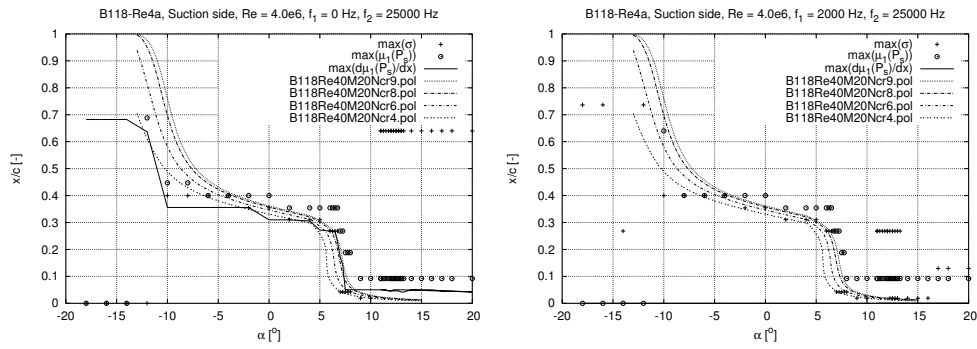 B118-Re4a, Suction side, Re = 4.0e6, f₁ = 0 Hz, f₂ = 25000 Hz
max(σ)
max(μ₁(Pₛ))
max(dμ₁(Pₛ)/dx)
B118Re40M20Ncr9.pol
B118Re40M20Ncr8.pol
B118Re40M20Ncr6.pol
B118Re40M20Ncr4.pol
1
0.9
0.8
0.7
0.6
0.5
0.4
0.3
0.2
0.1
0
x/c [-]
-20 -15 -10 -5 0 5 10 15 20
α [°]
B118-Re4a, Suction side, Re = 4.0e6, f₁ = 2000 Hz, f₂ = 25000 Hz
max(σ)
max(μ₁(Pₛ))
B118Re40M20Ncr9.pol
B118Re40M20Ncr8.pol
B118Re40M20Ncr6.pol
B118Re40M20Ncr4.pol
1
0.9
0.8
0.7
0.6
0.5
0.4
0.3
0.2
0.1
0
x/c [-]
-20 -15 -10 -5 0 5 10 15 20
α [°]